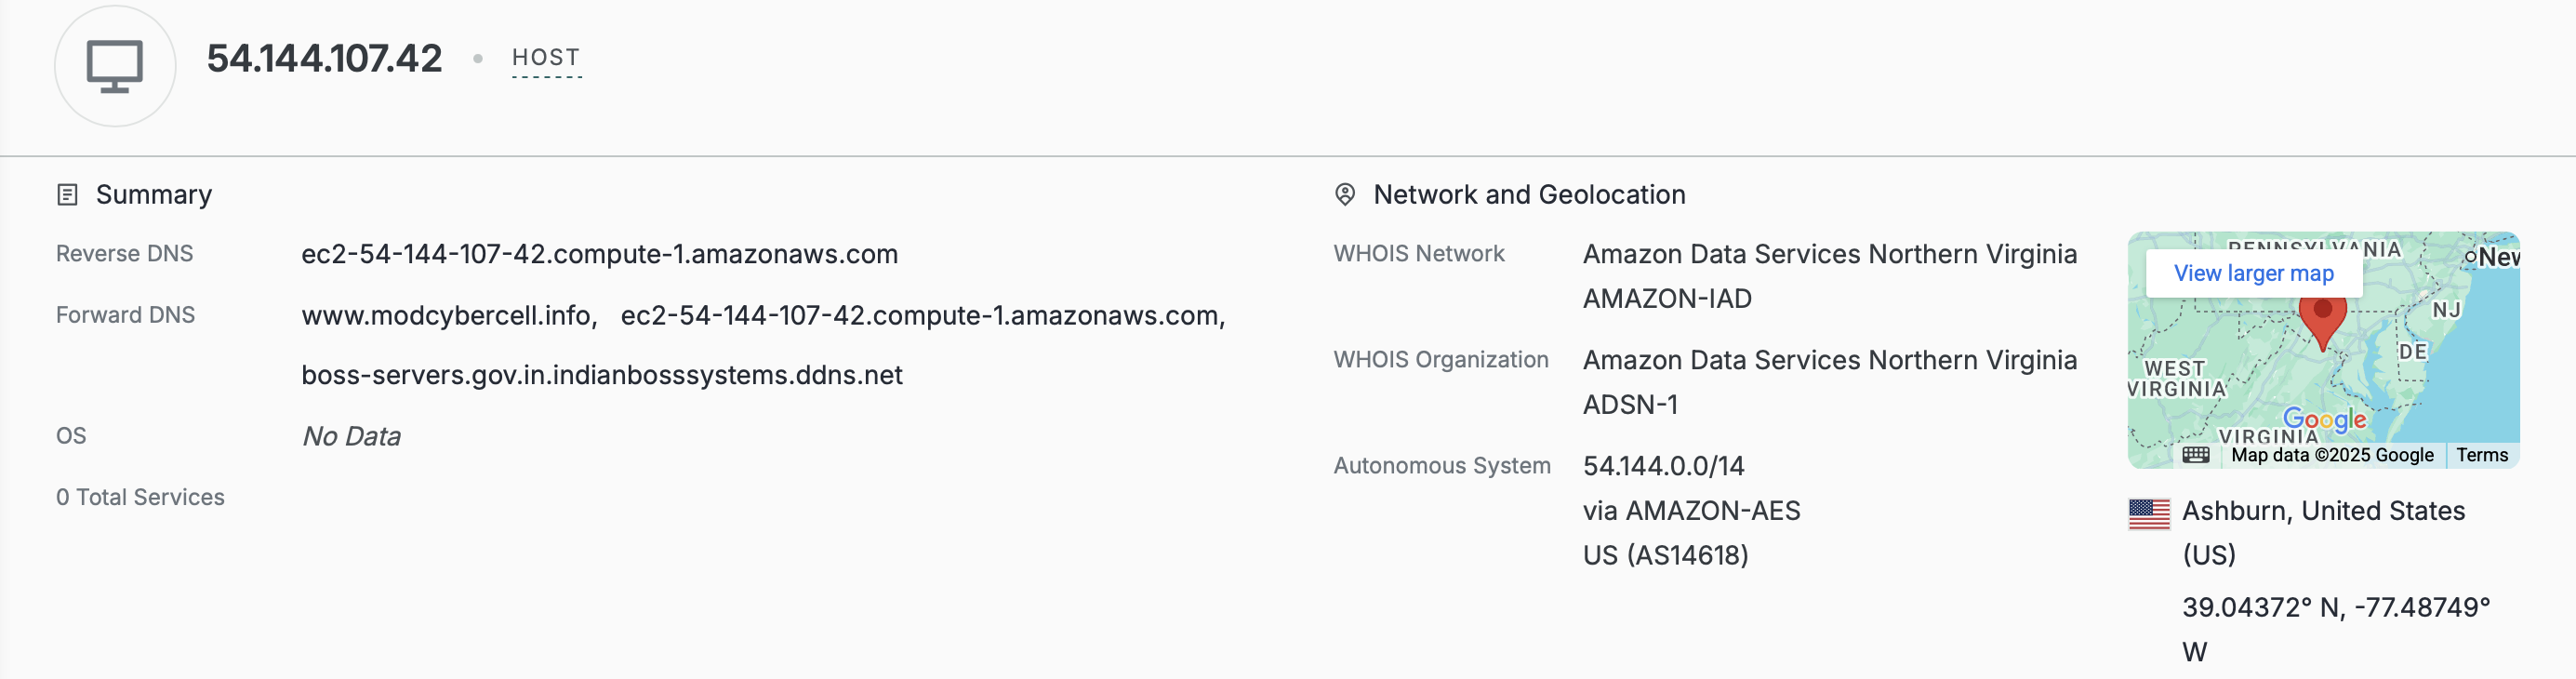 54.144.107.42 • HOST
Summary
Reverse DNS ec2-54-144-107-42.compute-1.amazonaws.com
Forward DNS www.modcybercell.info, ec2-54-144-107-42.compute-1.amazonaws.com,
boss-servers.gov.in.indianbosssystems.ddns.net
OS No Data
0 Total Services
Network and Geolocation
WHOIS Network Amazon Data Services Northern Virginia
AMAZON-IAD
WHOIS Organization Amazon Data Services Northern Virginia
ADSN-1
Autonomous System 54.144.0.0/14
via AMAZON-AES
US (AS14618)
PENNSYLVANIA
New
View larger map
NJ
DE
WEST
VIRGINIA
Google
VIRGINIA
Map data ©2025 Google Terms
Ashburn, United States
(US)
39.04372° N, -77.48749°
W